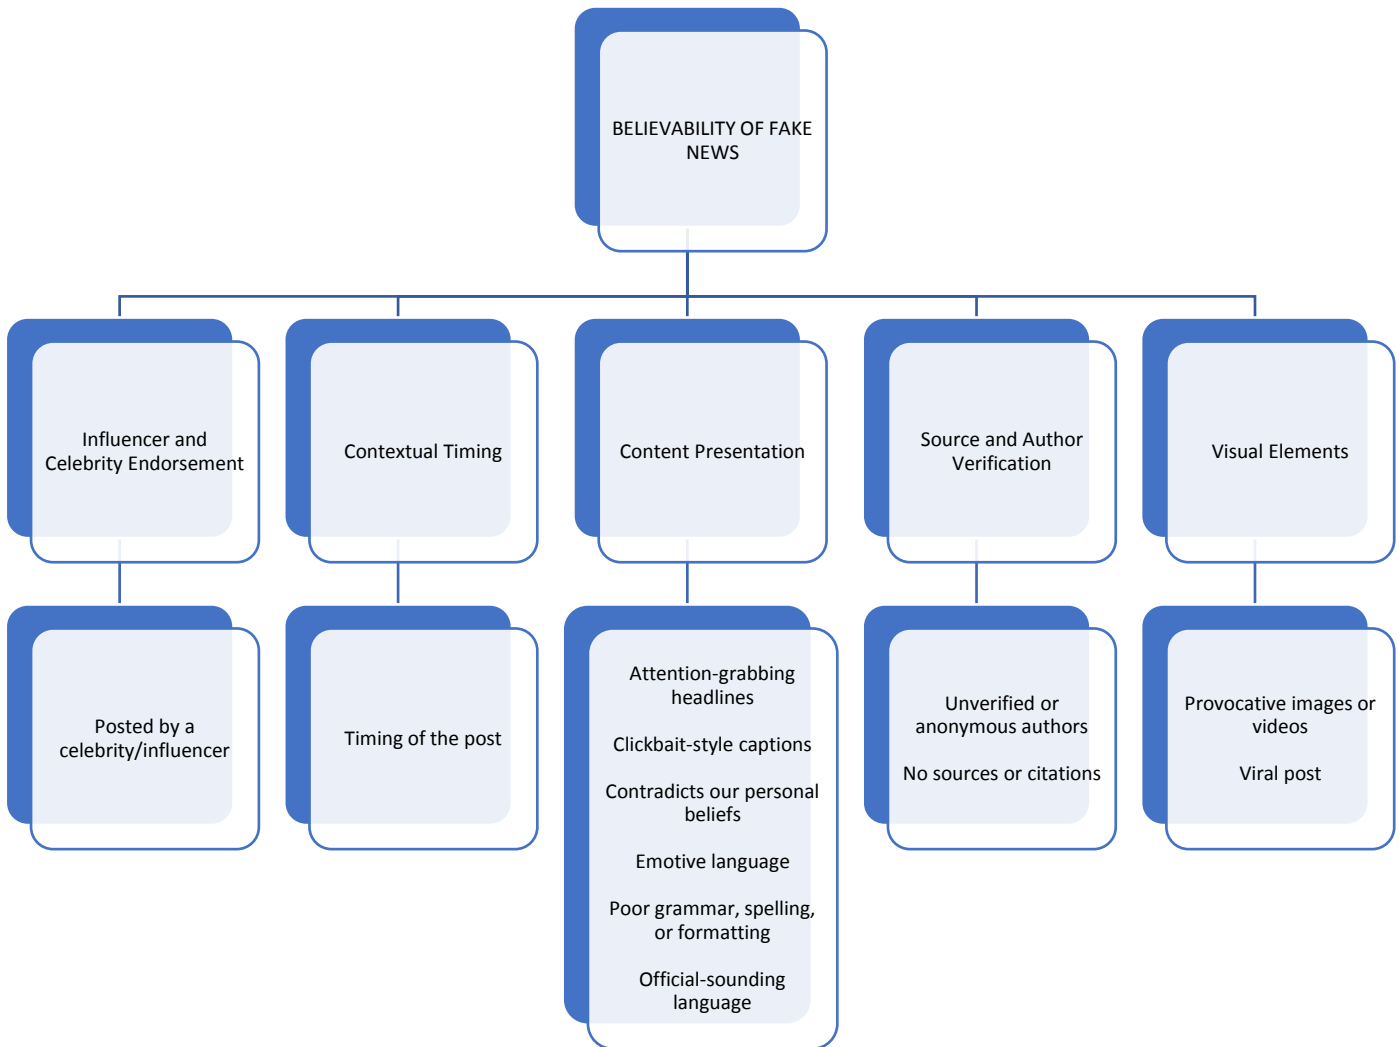 BELIEVABILITY OF FAKE
NEWS
Influencer and
Celebrity Endorsement
Contextual Timing
Content Presentation
Source and Author
Verification
Visual Elements
Posted by a
celebrity/influencer
Timing of the post
Attention-grabbing
headlines
Clickbait-style captions
Contradicts our personal
beliefs
Emotive language
Poor grammar, spelling,
or formatting
Official-sounding
language
Unverified or
anonymous authors
No sources or citations
Provocative images or
videos
Viral post